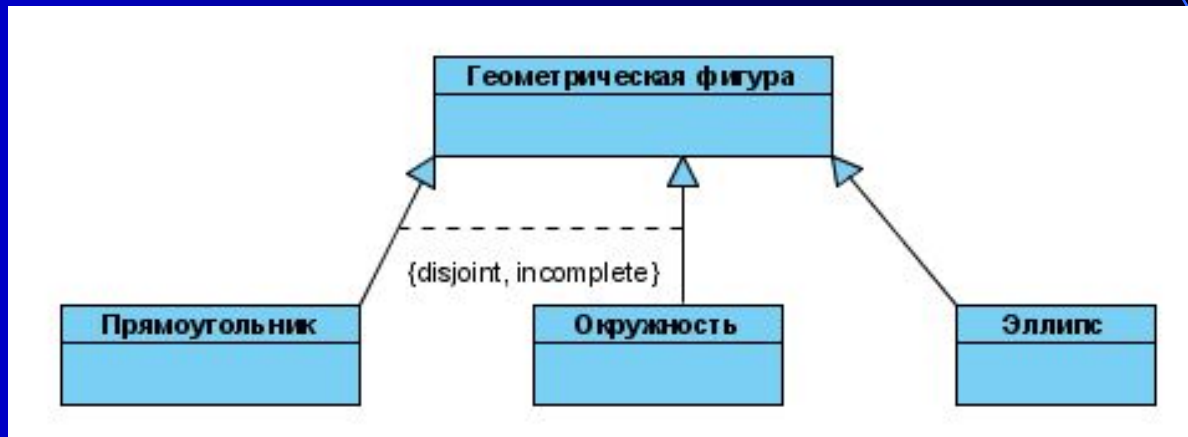 Геометрическая фигура
{disjoint, incomplete}
Прямоугольник
Окружность
Эллипс